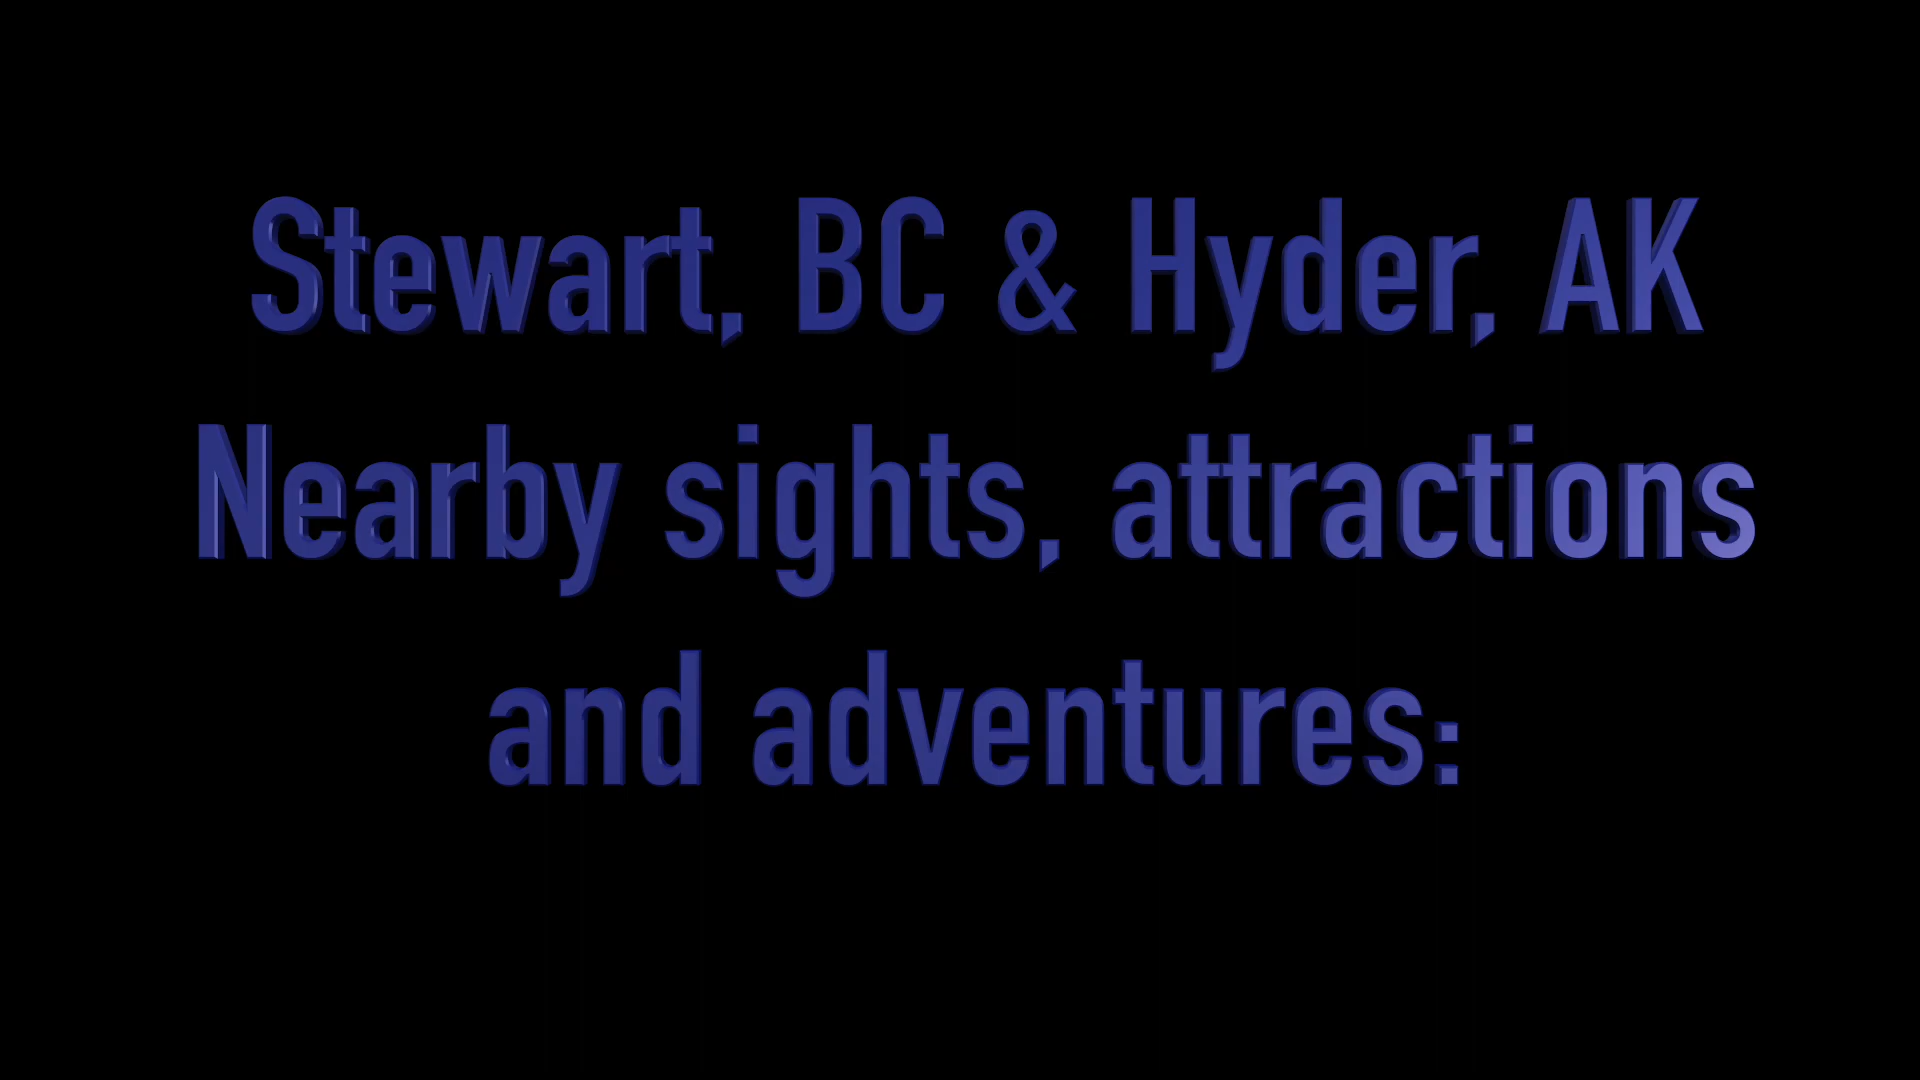 Stewart, BC & Hyder, AK
Nearby sights, attractions
and adventures: